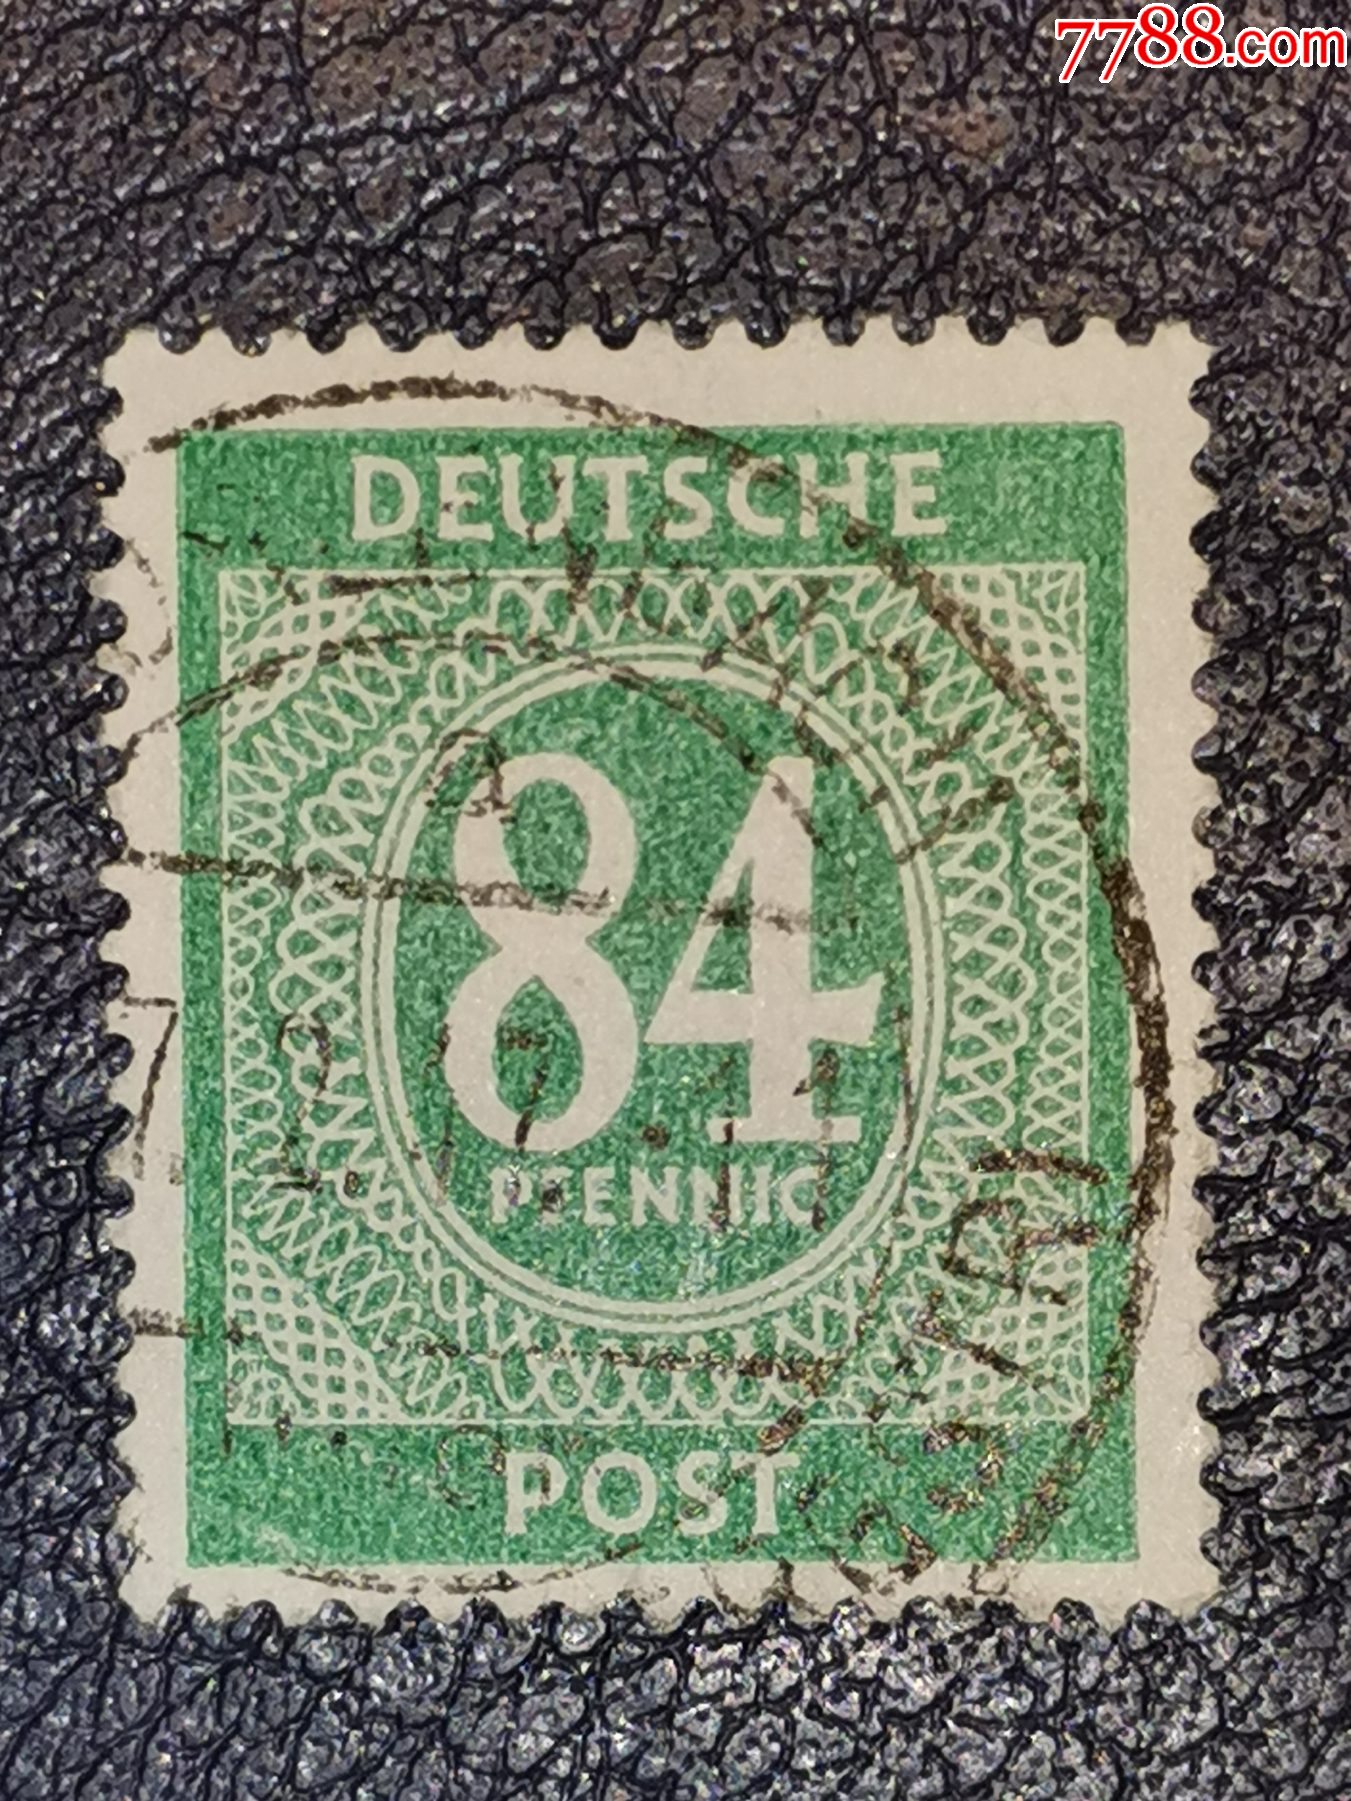 7788.com
DEUTSCHE
84
PFENNIG
POST